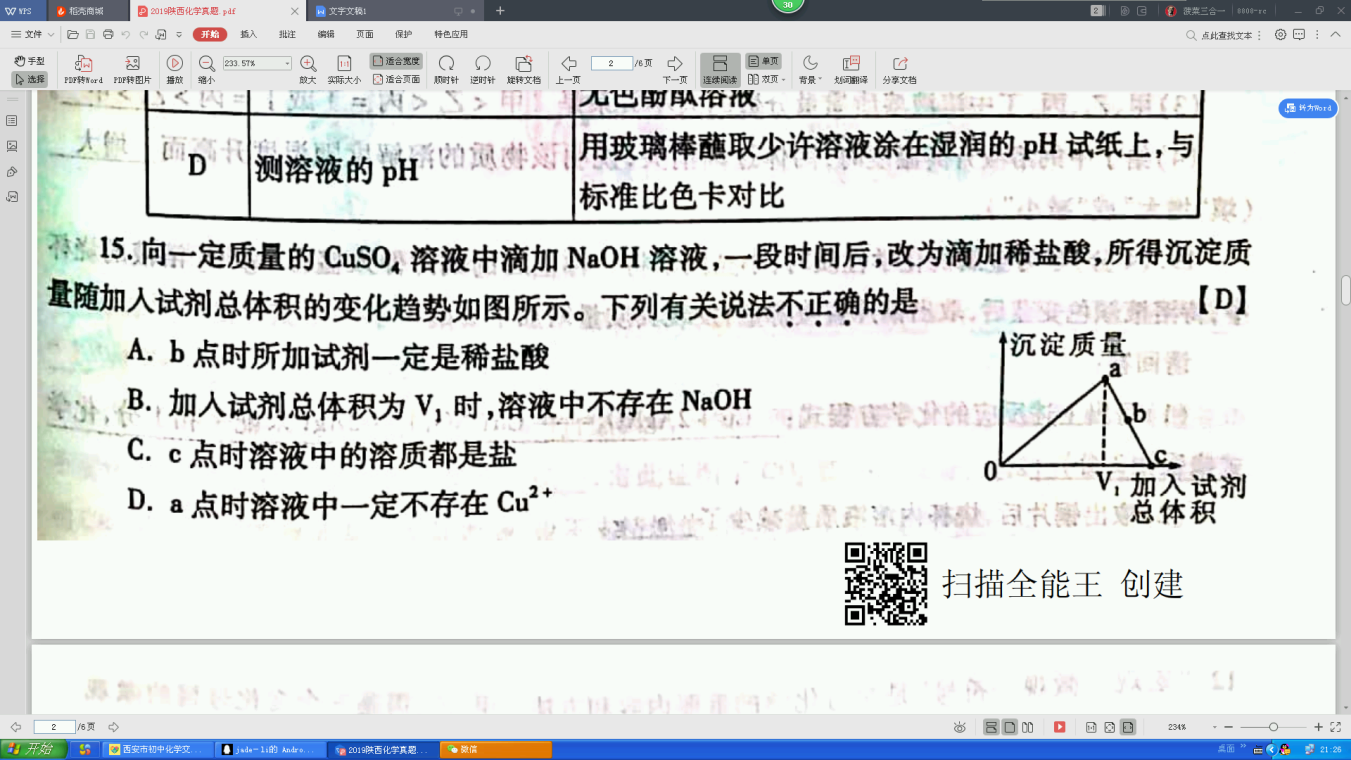 WPS
稻壳商城
2019陕西化学真题.pdf
文字文稿1
30
2
文件
开始
插入
批注
编辑
页面
保护
特色应用
点此查找文本
手型
选择
PDF转Word
PDF转图片
播放
缩小
233.57%
放大
实际大小
适合宽度
适合页面
顺时针
逆时针
旋转文档
上一页
2
/6页
下一页
连续阅读
单页
双页
背景
划词翻译
分享文档
转为Word
无色酚酞溶液
D
测溶液的 pH
用玻璃棒蘸取少许溶液涂在湿润的 pH 试纸上,与
标准比色卡对比
15. 向一定质量的 CuSO₄ 溶液中滴加 NaOH 溶液,一段时间后,改为滴加稀盐酸,所得沉淀质
量随加入试剂总体积的变化趋势如图所示。下列有关说法不正确的是 【D】
A. b 点时所加试剂一定是稀盐酸
B. 加入试剂总体积为 V₁ 时,溶液中不存在 NaOH
C. c 点时溶液中的溶质都是盐
D. a 点时溶液中一定不存在 Cu²⁺
沉淀质量
a
b
c
0
V₁ 加入试剂
总体积
扫描全能王 创建
2
/6页
234%
开始
西安市初中化学交...
jade-li的 Andro...
2019陕西化学真题...
微信
桌面
21:26